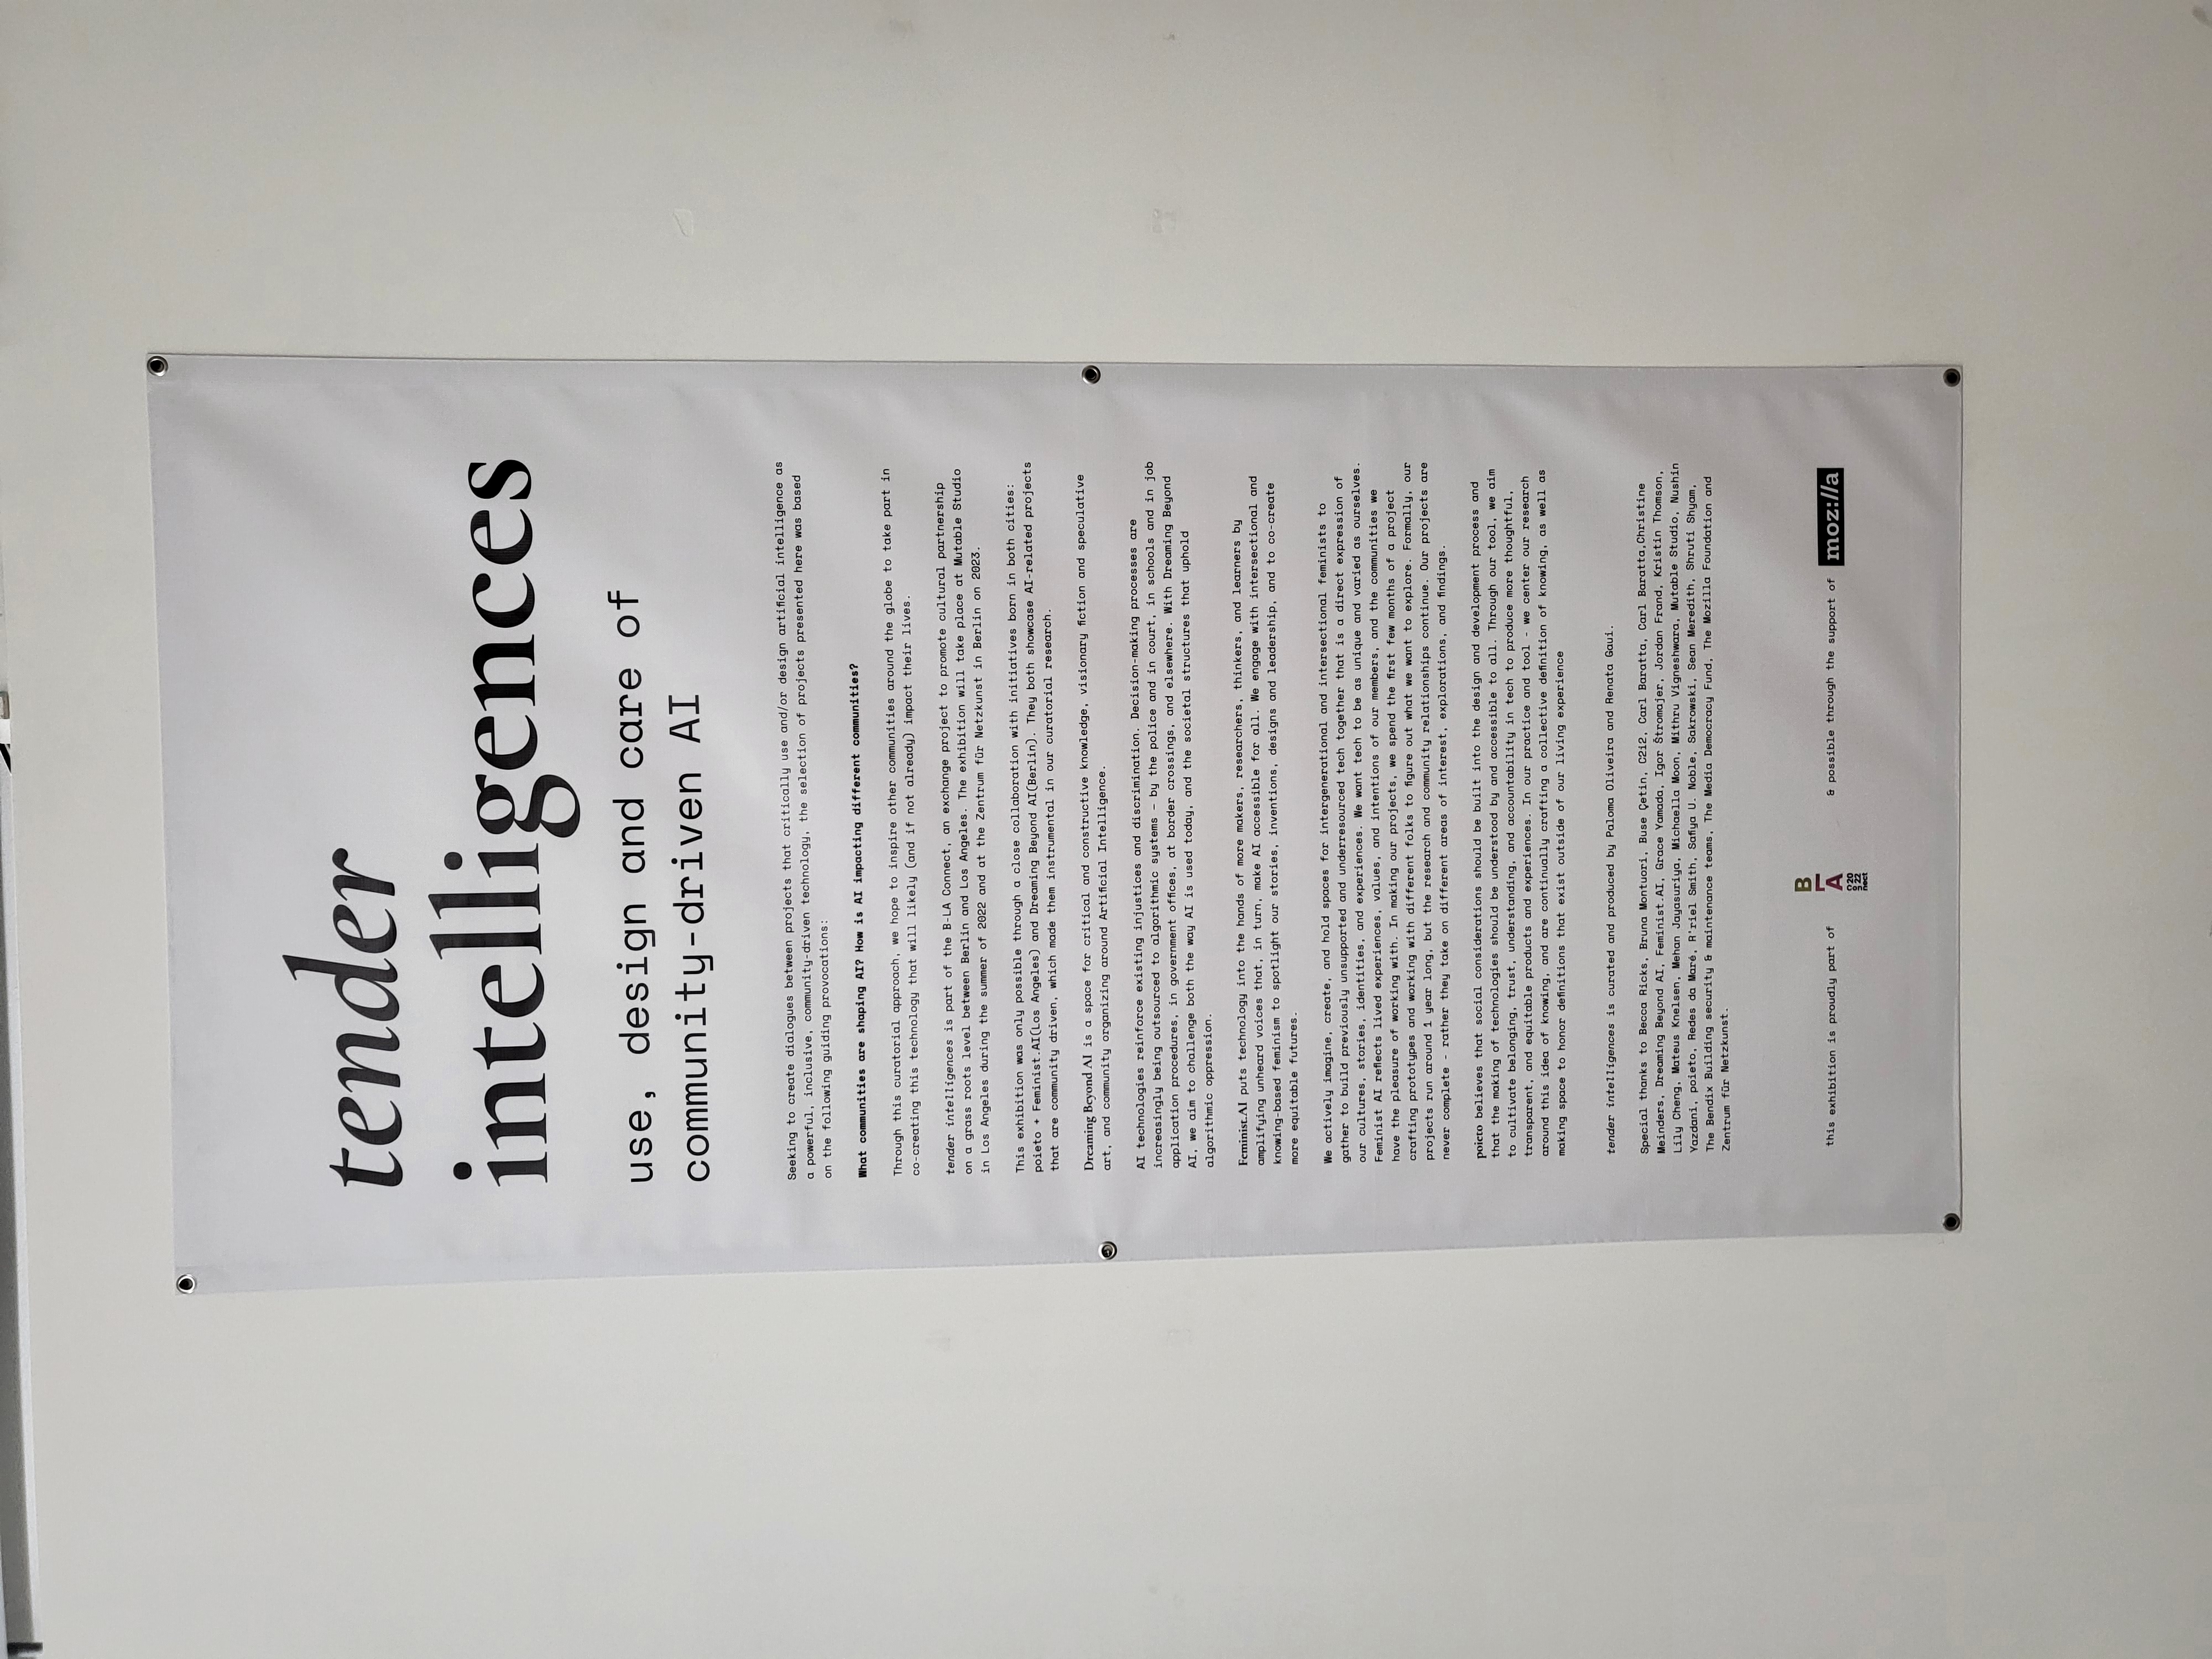 tender
intelligences
use, design and care of
community-driven AI
Seeking to create dialogues between projects that critically use and/or design artificial intelligence as
a powerful, inclusive, community-driven technology, the selection of projects presented here was based
on the following guiding provocations:
What communities are shaping AI? How is AI impacting different communities?
Through this curatorial approach, we hope to inspire other communities around the globe to take part in
co-creating this technology that will likely (and if not already) impact their lives.
tender intelligences is part of the B-LA Connect, an exchange project to promote cultural partnership
on a grass roots level between Berlin and Los Angeles. The exhibition will take place at Mutable Studio
in Los Angeles during the summer of 2022 and at the Zentrum für Netzkunst in Berlin on 2023.
This exhibition was only possible through a close collaboration with initiatives born in both cities:
poieto + Feminist.AI(Los Angeles) and Dreaming Beyond AI(Berlin). They both showcase AI-related projects
that are community driven, which made them instrumental in our curatorial research.
Dreaming Beyond AI is a space for critical and constructive knowledge, visionary fiction and speculative
art, and community organizing around Artificial Intelligence.
AI technologies reinforce existing injustices and discrimination. Decision-making processes are
increasingly being outsourced to algorithmic systems – by the police and in court, in schools and in job
application procedures, in government offices, at border crossings, and elsewhere. With Dreaming Beyond
AI, we aim to challenge both the way AI is used today, and the societal structures that uphold
algorithmic oppression.
Feminist.AI puts technology into the hands of more makers, researchers, thinkers, and learners by
amplifying unheard voices that, in turn, make AI accessible for all. We engage with intersectional and
knowing-based feminism to spotlight our stories, inventions, designs and leadership, and to co-create
more equitable futures.
We actively imagine, create, and hold spaces for intergenerational and intersectional feminists to
gather to build previously unsupported and underresourced tech together that is a direct expression of
our cultures, stories, identities, and experiences. We want tech to be as unique and varied as ourselves.
Feminist AI reflects lived experiences, values, and intentions of our members, and the communities we
have the pleasure of working with. In making our projects, we spend the first few months of a project
crafting prototypes and working with different folks to figure out what we want to explore. Formally, our
projects run around 1 year long, but the research and community relationships continue. Our projects are
never complete - rather they take on different areas of interest, explorations, and findings.
poieto believes that social considerations should be built into the design and development process and
that the making of technologies should be understood by and accessible to all. Through our tool, we aim
to cultivate belonging, trust, understanding, and accountability in tech to produce more thoughtful,
transparent, and equitable products and experiences. In our practice and tool - we center our research
around this idea of knowing, and are continually crafting a collective definition of knowing, as well as
making space to honor definitions that exist outside of our living experience
tender intelligences is curated and produced by Paloma Oliveira and Renata Gaui.
Special thanks to Becca Ricks, Bruna Montuori, Buse Çetin, C2i2, Carl Baratta, Carl Baratta,Christine
Meinders, Dreaming Beyond AI, Feminist.AI, Grace Yamada, Igor Štromajer, Jordan Frand, Kristin Thomson,
Lily Cheng, Mateus Knelsen, Mehan Jayasuriya, Michaella Moon, Mithru Vigneshwara, Mutable Studio, Nushin
Yazdani, poieto, Redes da Maré, R'riel Smith, Safiya U. Noble, Sakrowski, Sean Meredith, Shruti Shyam,
The Bendix Building security & maintenance teams, The Media Democracy Fund, The Mozilla Foundation and
Zentrum für Netzkunst.
this exhibition is proudly part of
B
LA
Co20
n22
nect
& possible through the support of
moz://a